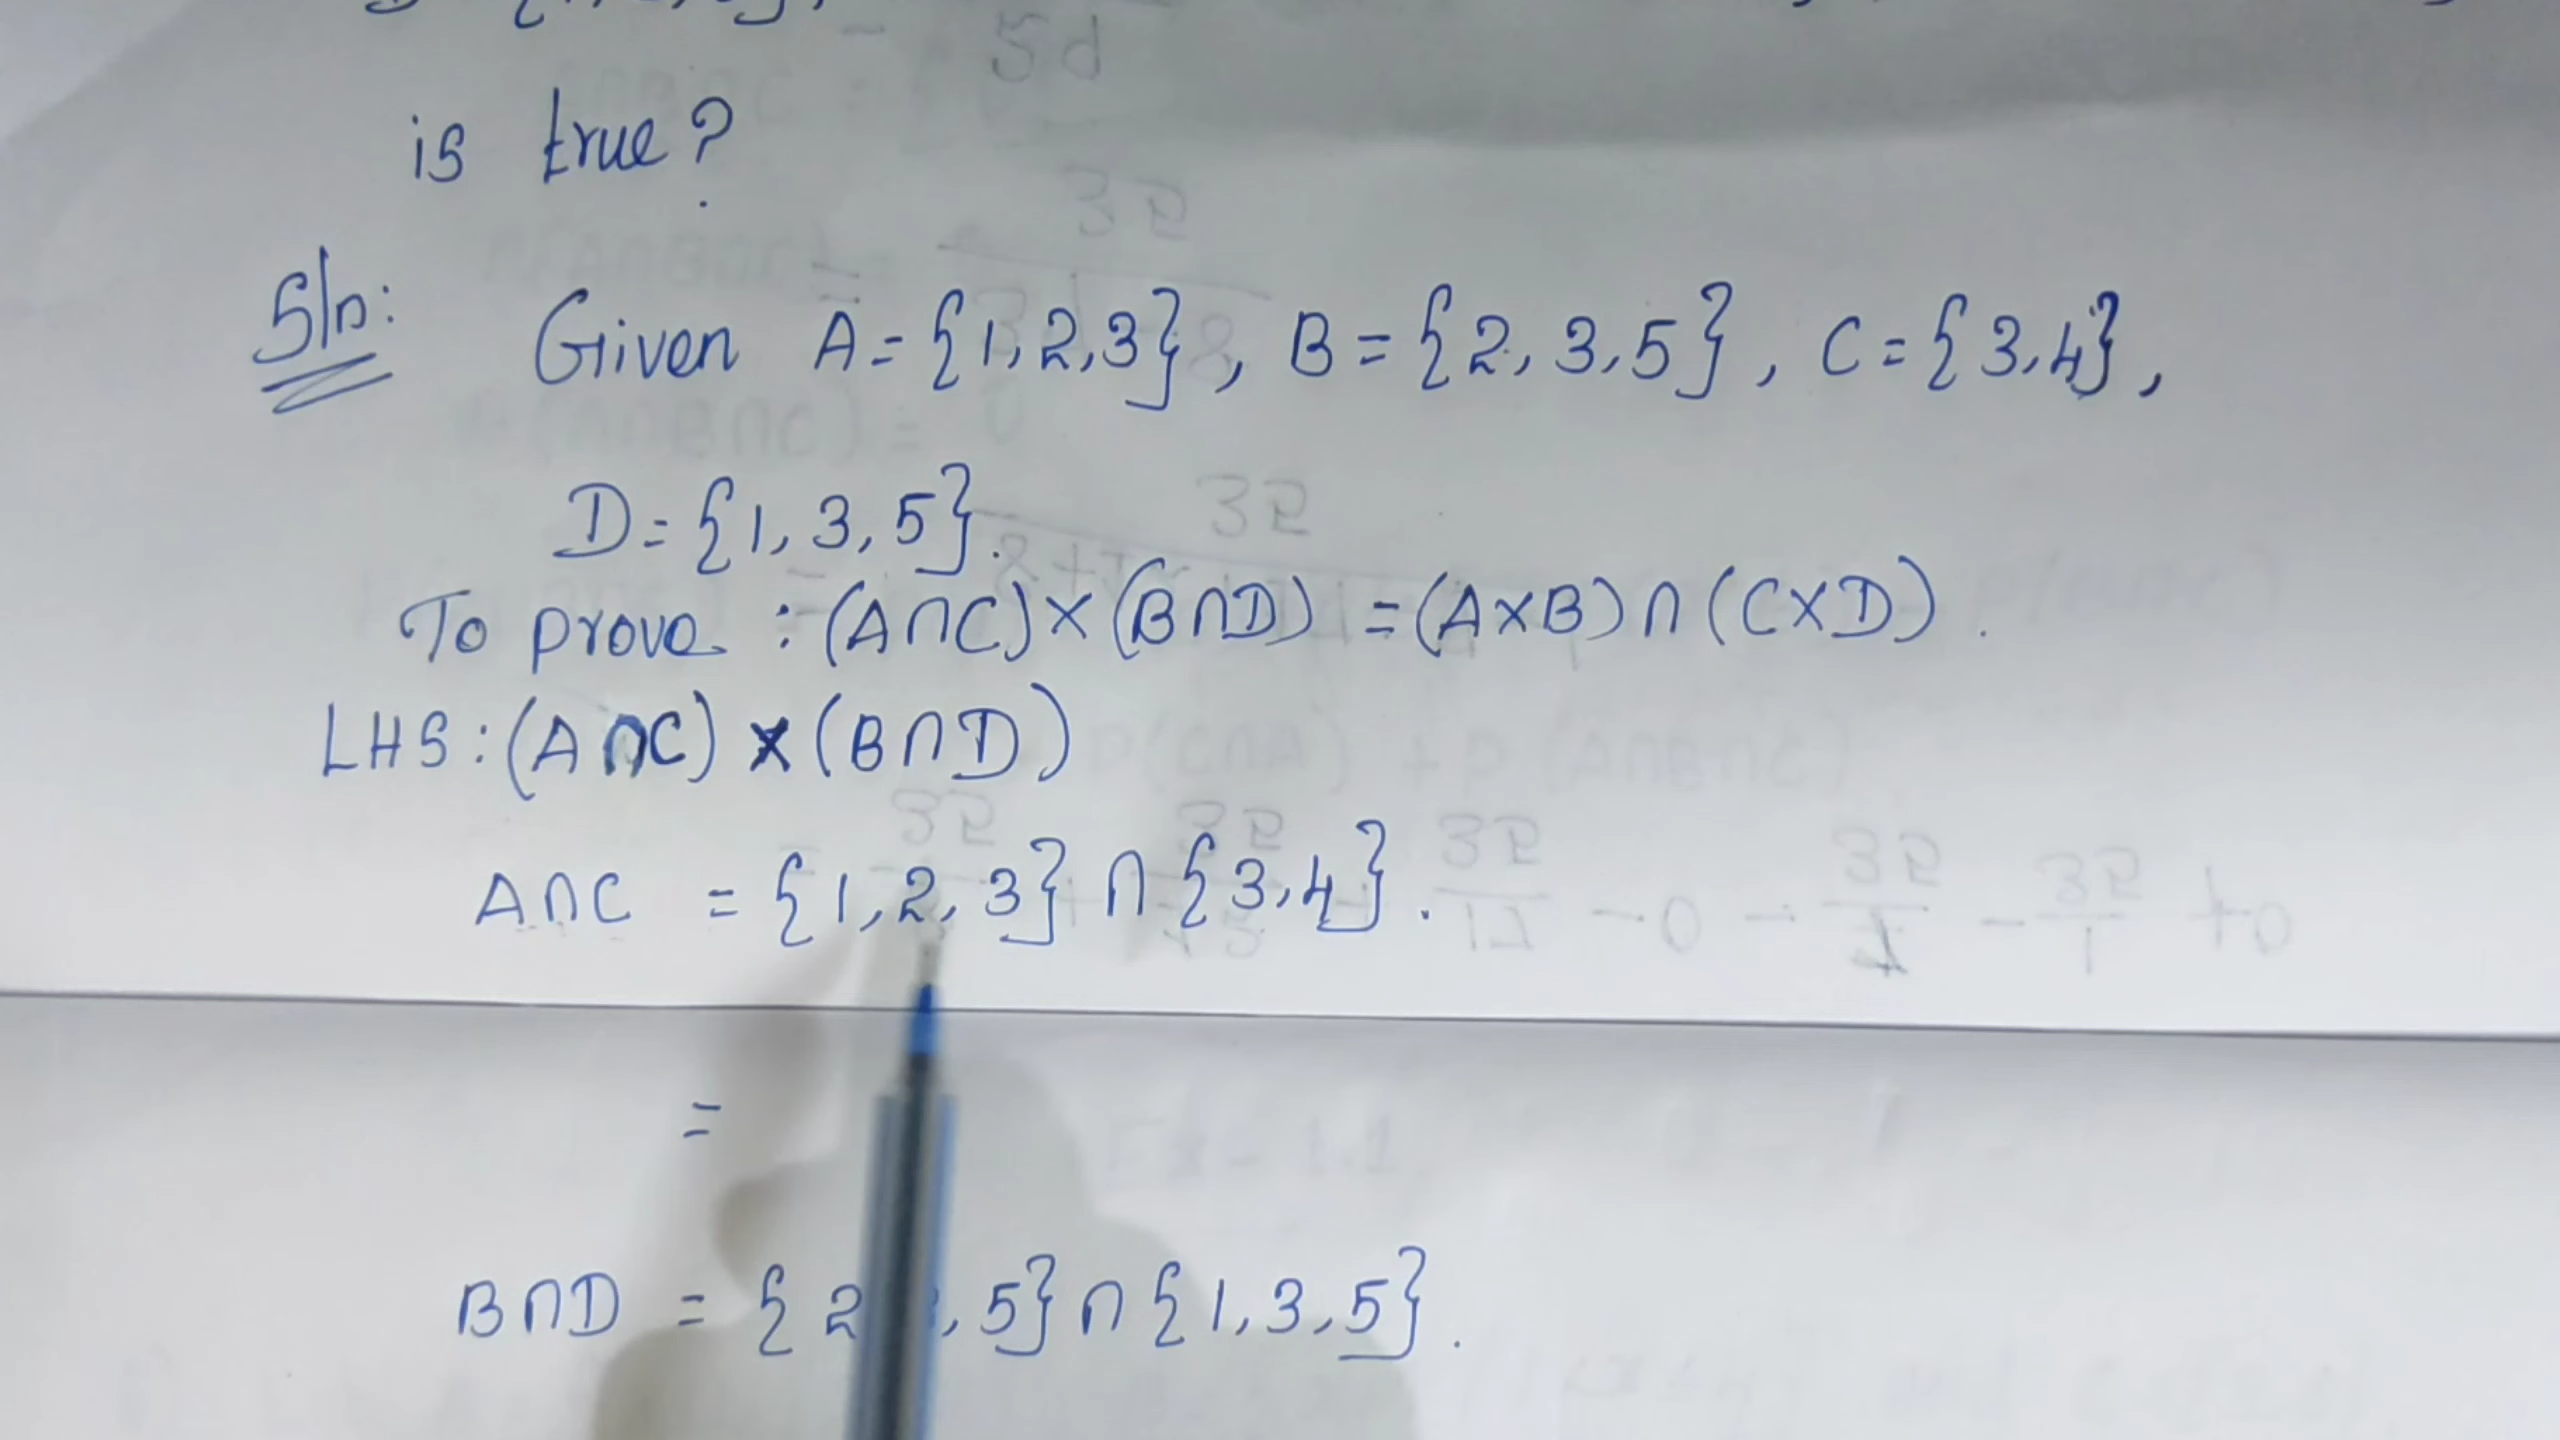 is true?
Sln: Given A = {1, 2, 3}, B = {2, 3, 5}, C = {3, 4},
D = {1, 3, 5}.
To prove : (A∩C) × (B∩D) = (A×B) ∩ (C×D).
LHS : (A∩C) × (B∩D)
A∩C = {1, 2, 3} ∩ {3, 4}.
=
B∩D = {2 , 5} ∩ {1, 3, 5}.